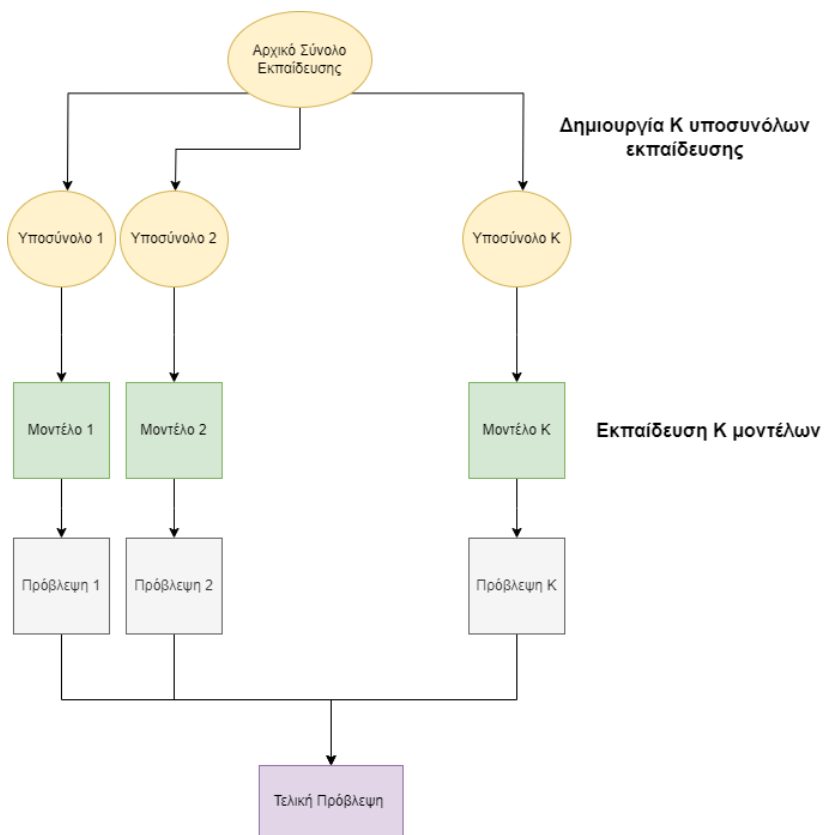 Αρχικό Σύνολο
Εκπαίδευσης
Δημιουργία Κ υποσυνόλων
εκπαίδευσης
Υποσύνολο 1
Υποσύνολο 2
Υποσύνολο Κ
Μοντέλο 1
Μοντέλο 2
Μοντέλο Κ
Εκπαίδευση Κ μοντέλων
Πρόβλεψη 1
Πρόβλεψη 2
Πρόβλεψη Κ
Τελική Πρόβλεψη